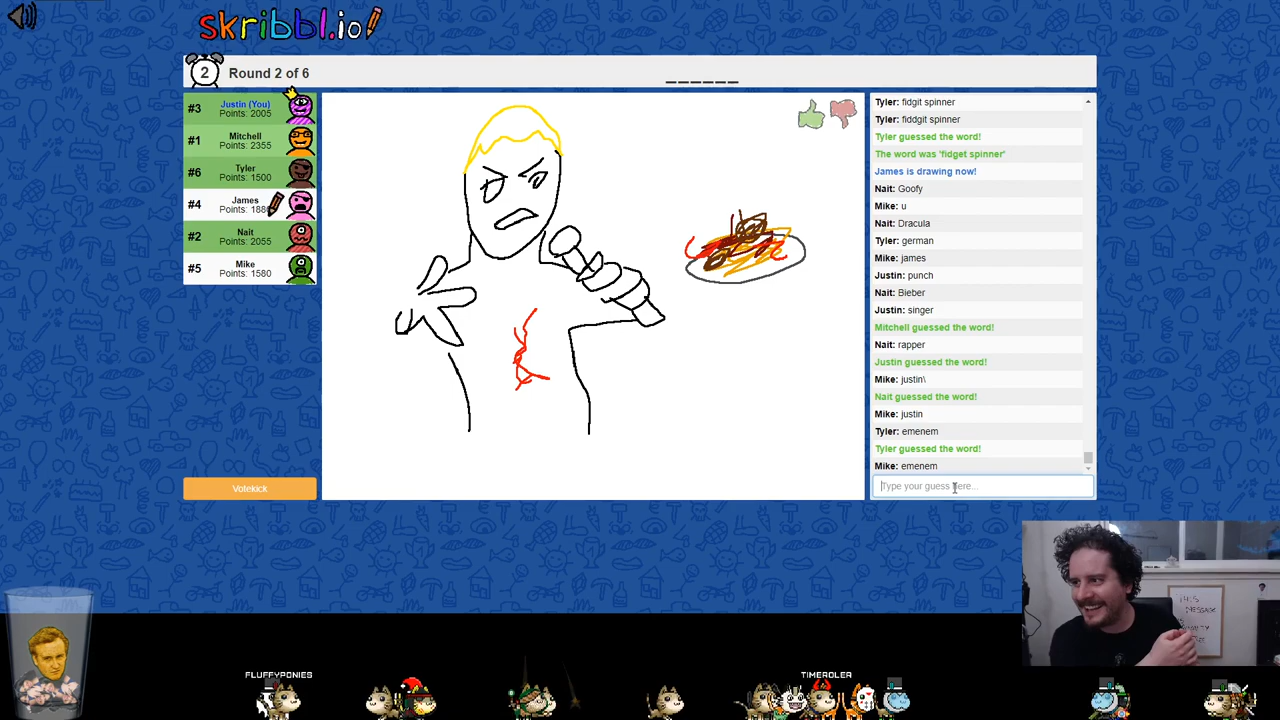 skribbl.io
2
Round 2 of 6
______
#3 Justin (You)
Points: 2005
#1 Mitchell
Points: 2355
#6 Tyler
Points: 1500
#4 James
#2 Nait
Points: 2055
#5 Mike
Points: 1580
Votekick
Tyler: fidgit spinner
Tyler: fiddgit spinner
Tyler guessed the word!
The word was 'fidget spinner'
James is drawing now!
Nait: Goofy
Mike: u
Nait: Dracula
Tyler: german
Mike: james
Justin: punch
Nait: Bieber
Justin: singer
Mitchell guessed the word!
Nait: rapper
Justin guessed the word!
Mike: justin\
Nait guessed the word!
Mike: justin
Tyler: emenem
Tyler guessed the word!
Mike: emenem
Type your guess here...
MESSAGE
FLUFFYPONIES